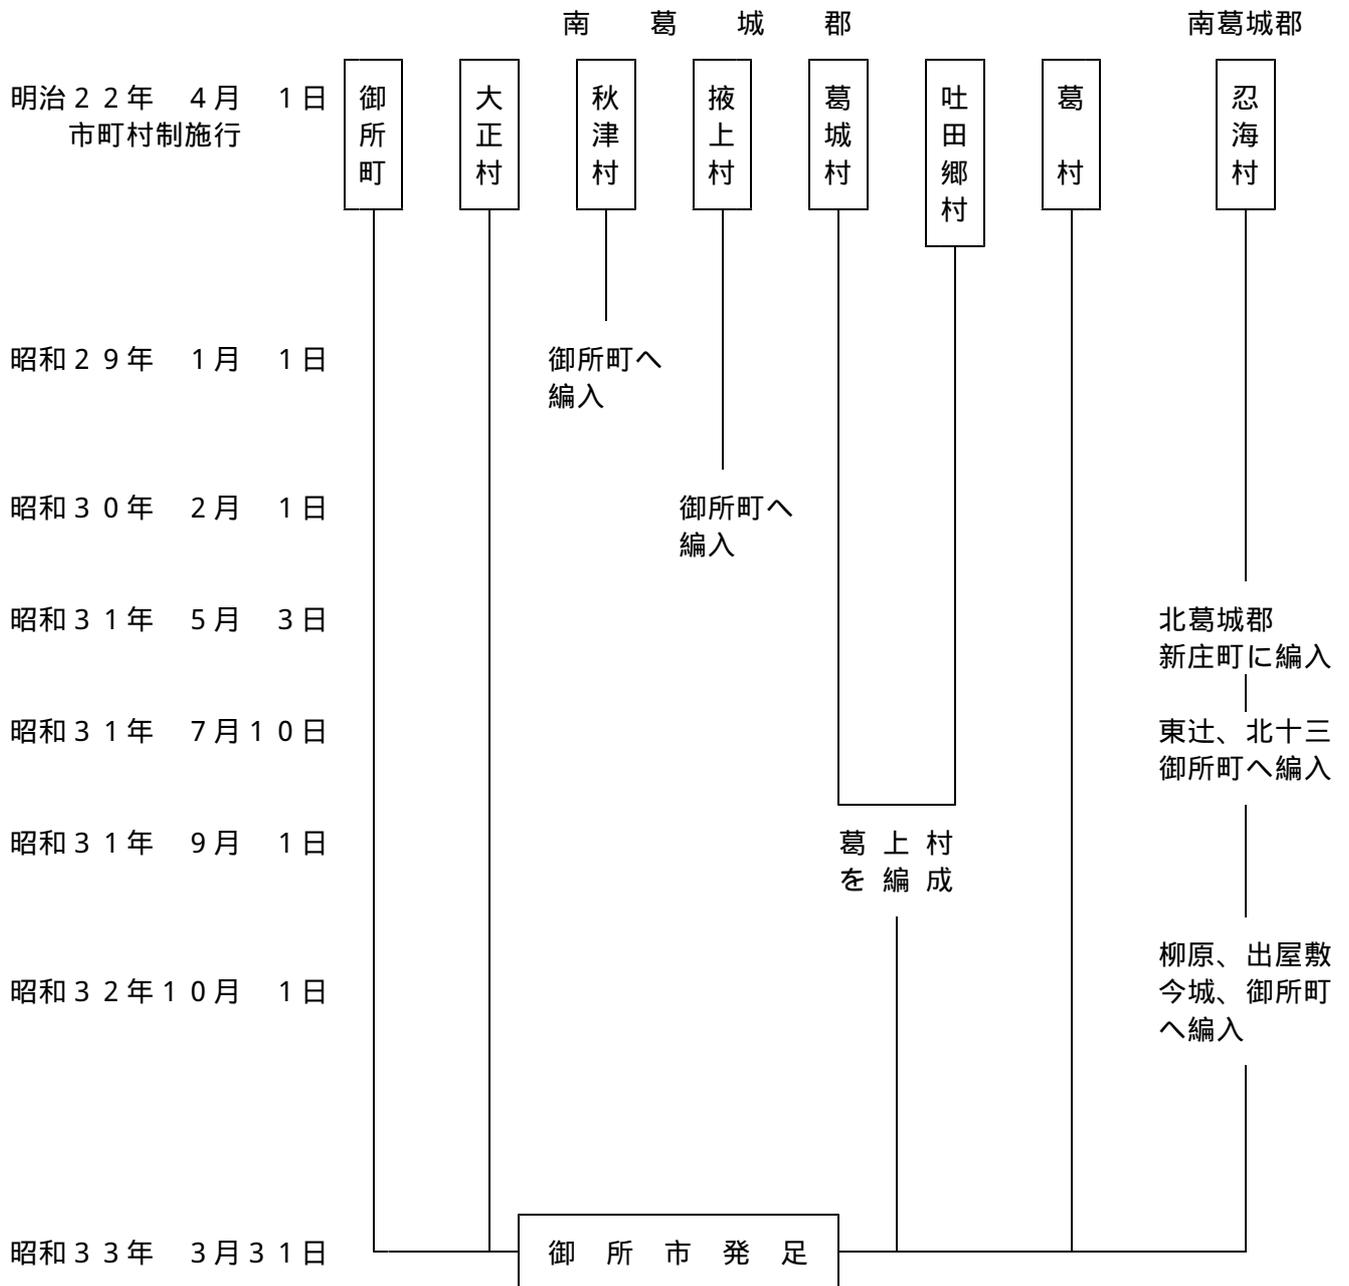 南 葛 城 郡
南葛城郡
明治２２年　４月　１日
市町村制施行
御所町
大正村
秋津村
掖上村
葛城村
吐田郷村
葛村
忍海村
昭和２９年　１月　１日
御所町へ
編入
昭和３０年　２月　１日
御所町へ
編入
昭和３１年　５月　３日
北葛城郡
新庄町に編入
昭和３１年　７月１０日
東辻、北十三
御所町へ編入
昭和３１年　９月　１日
葛 上 村
を 編 成
昭和３２年１０月　１日
柳原、出屋敷
今城、御所町
へ編入
昭和３３年　３月３１日
御 所 市 発 足